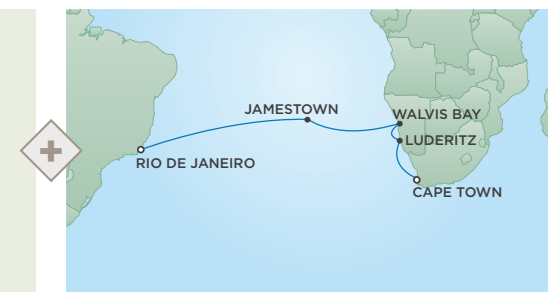 JAMESTOWN
WALVIS BAY
LUDERITZ
RIO DE JANEIRO
CAPE TOWN